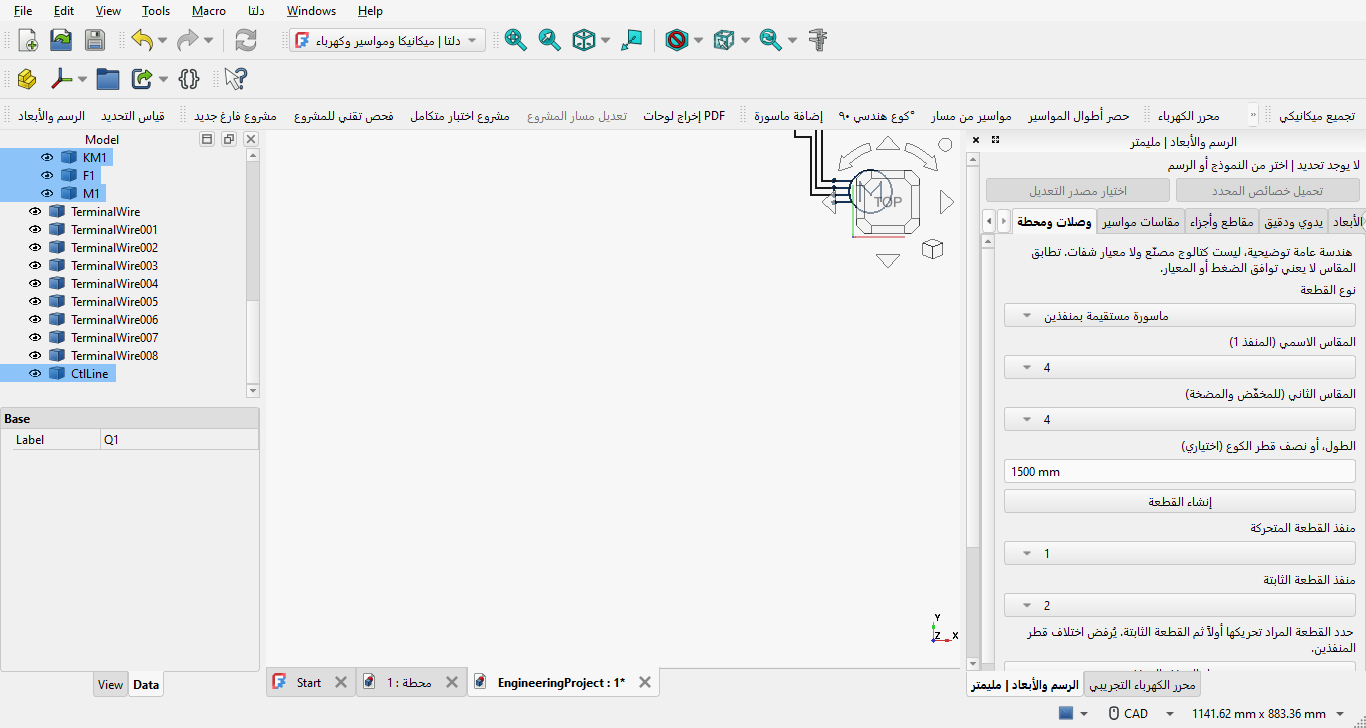 File Edit View Tools Macro دلتا Windows Help
دلتا | ميكانيكا ومواسير وكهرباء
تجميع ميكانيكي
»
محرر الكهرباء
حصر أطوال المواسير
مواسير من مسار
كوع هندسي ٩٠°
إضافة ماسورة
إخراج لوحات PDF
تعديل مسار المشروع
مشروع اختبار متكامل
فحص تقني للمشروع
مشروع فارغ جديد
قياس التحديد
الرسم والأبعاد
Model
KM1
F1
M1
TerminalWire
TerminalWire001
TerminalWire002
TerminalWire003
TerminalWire004
TerminalWire005
TerminalWire006
TerminalWire007
TerminalWire008
CtlLine
Base
Label Q1
View Data
M
TOP
Y
Z X
Start
محطة : 1
EngineeringProject : 1*
الرسم والأبعاد | مليمتر
لا يوجد تحديد | اختر من النموذج أو الرسم
تحميل خصائص المحدد
اختيار مصدر التعديل
الأبعاد
يدوي ودقيق
مقاطع وأجزاء
مقاسات مواسير
وصلات ومحطة
هندسة عامة توضيحية، ليست كتالوج مصنّع ولا معيار شفات. تطابق
المقاس لا يعني توافق الضغط أو المعيار.
نوع القطعة
ماسورة مستقيمة بمنفذين
المقاس الاسمي (المنفذ 1)
4
المقاس الثاني (للمخفّض والمضخة)
4
الطول، أو نصف قطر الكوع (اختياري)
1500 mm
إنشاء القطعة
منفذ القطعة المتحركة
1
منفذ القطعة الثابتة
2
حدد القطعة المراد تحريكها أولاً ثم القطعة الثابتة. يُرفض اختلاف قطر
المنفذين.
الرسم والأبعاد | مليمتر
محرر الكهرباء التجريبي
CAD
1141.62 mm x 883.36 mm